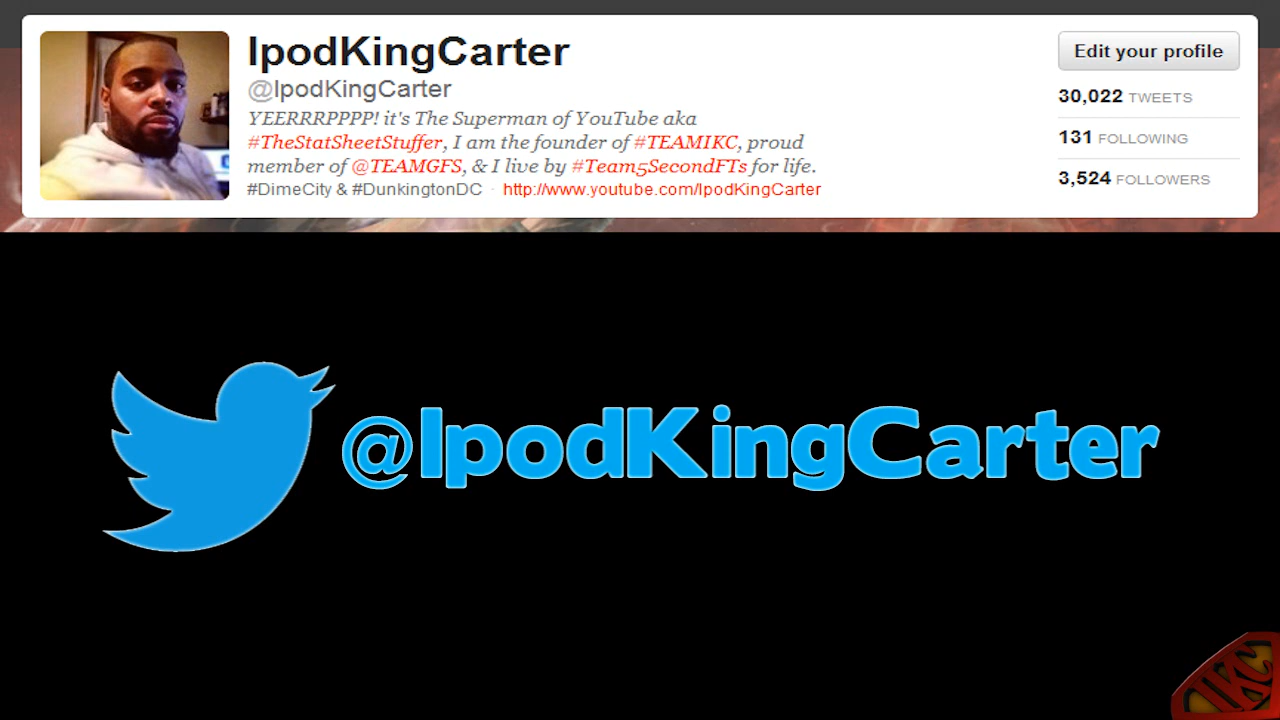 IpodKingCarter
@IpodKingCarter
YEERRRPPPP! it's The Superman of YouTube aka
#TheStatSheetStuffer, I am the founder of #TEAMIKC, proud
member of @TEAMGFS, & I live by #Team5SecondFTs for life.
#DimeCity & #DunkingtonDC · http://www.youtube.com/IpodKingCarter
Edit your profile
30,022 TWEETS
131 FOLLOWING
3,524 FOLLOWERS
@IpodKingCarter
IKC